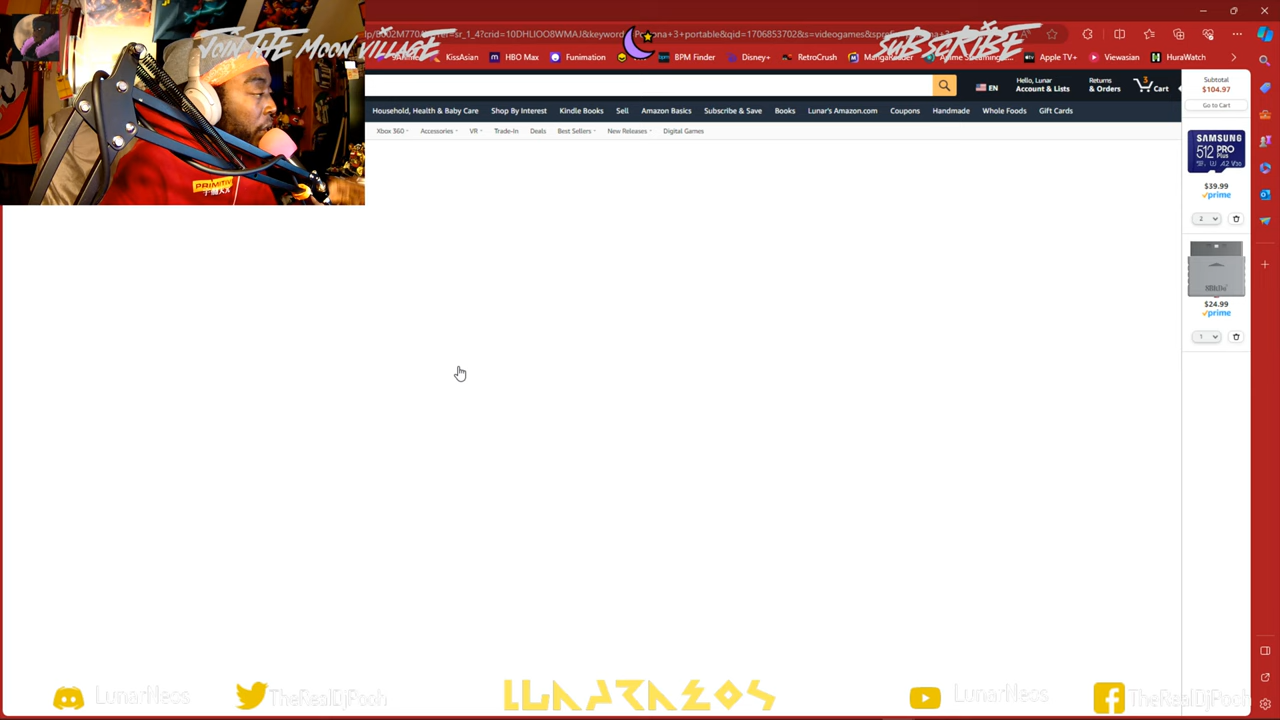 JOIN THE MOON VILLAGE
SUBSCRIBE
KissAsian
HBO Max
Funimation
BPM Finder
Disney+
RetroCrush
Apple TV+
Viewasian
HuraWatch
EN
Hello, Lunar
Account & Lists
Returns
& Orders
3
Cart
Subtotal
$104.97
Go to Cart
Household, Health & Baby Care
Shop By Interest
Kindle Books
Sell
Amazon Basics
Subscribe & Save
Books
Lunar's Amazon.com
Coupons
Handmade
Whole Foods
Gift Cards
Xbox 360
Accessories
VR
Trade-In
Deals
Best Sellers
New Releases
Digital Games
SAMSUNG
512 PRO
Plus
$39.99
prime
2
$24.99
prime
1
PRIMITIVE
LunarNeos
TheRealDjPooh
LUNARNEOS
LunarNeos
TheRealDjPooh